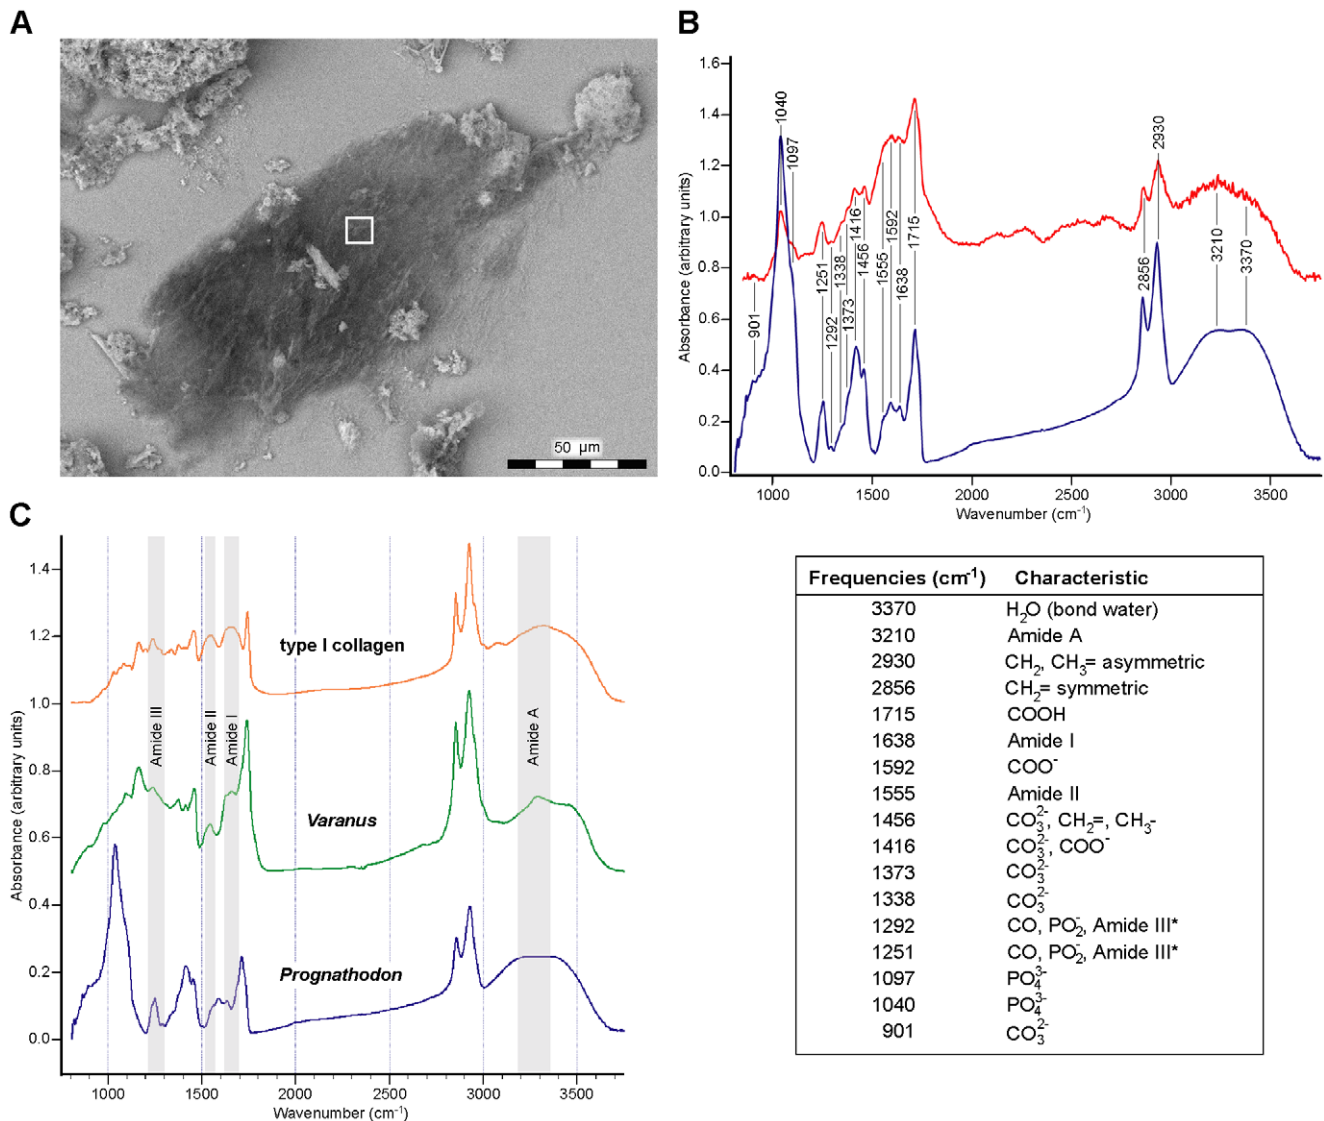 A
50 µm
B
Absorbance (arbitrary units)
1.6
1.4
1.2
1.0
0.8
0.6
0.4
0.2
0.0
901
1040
1097
1251
1292
1338
1373
1416
1456
1555
1592
1638
1715
2856
2930
3210
3370
1000 1500 2000 2500 3000 3500
Wavenumber (cm⁻¹)
C
Absorbance (arbitrary units)
1.4
1.2
1.0
0.8
0.6
0.4
0.2
0.0
type I collagen
Amide III
Amide II
Amide I
Amide A
Varanus
Prognathodon
1000 1500 2000 2500 3000 3500
Wavenumber (cm⁻¹)
Frequencies (cm⁻¹) Characteristic
3370 H₂O (bond water)
3210 Amide A
2930 CH₂, CH₃= asymmetric
2856 CH₂= symmetric
1715 COOH
1638 Amide I
1592 COO⁻
1555 Amide II
1456 CO₃²⁻, CH₂=, CH₃-
1416 CO₃²⁻, COO⁻
1373 CO₃²⁻
1338 CO₃²⁻
1292 CO, PO₂⁻, Amide III*
1251 CO, PO₂⁻, Amide III*
1097 PO₄³⁻
1040 PO₄³⁻
901 CO₃²⁻